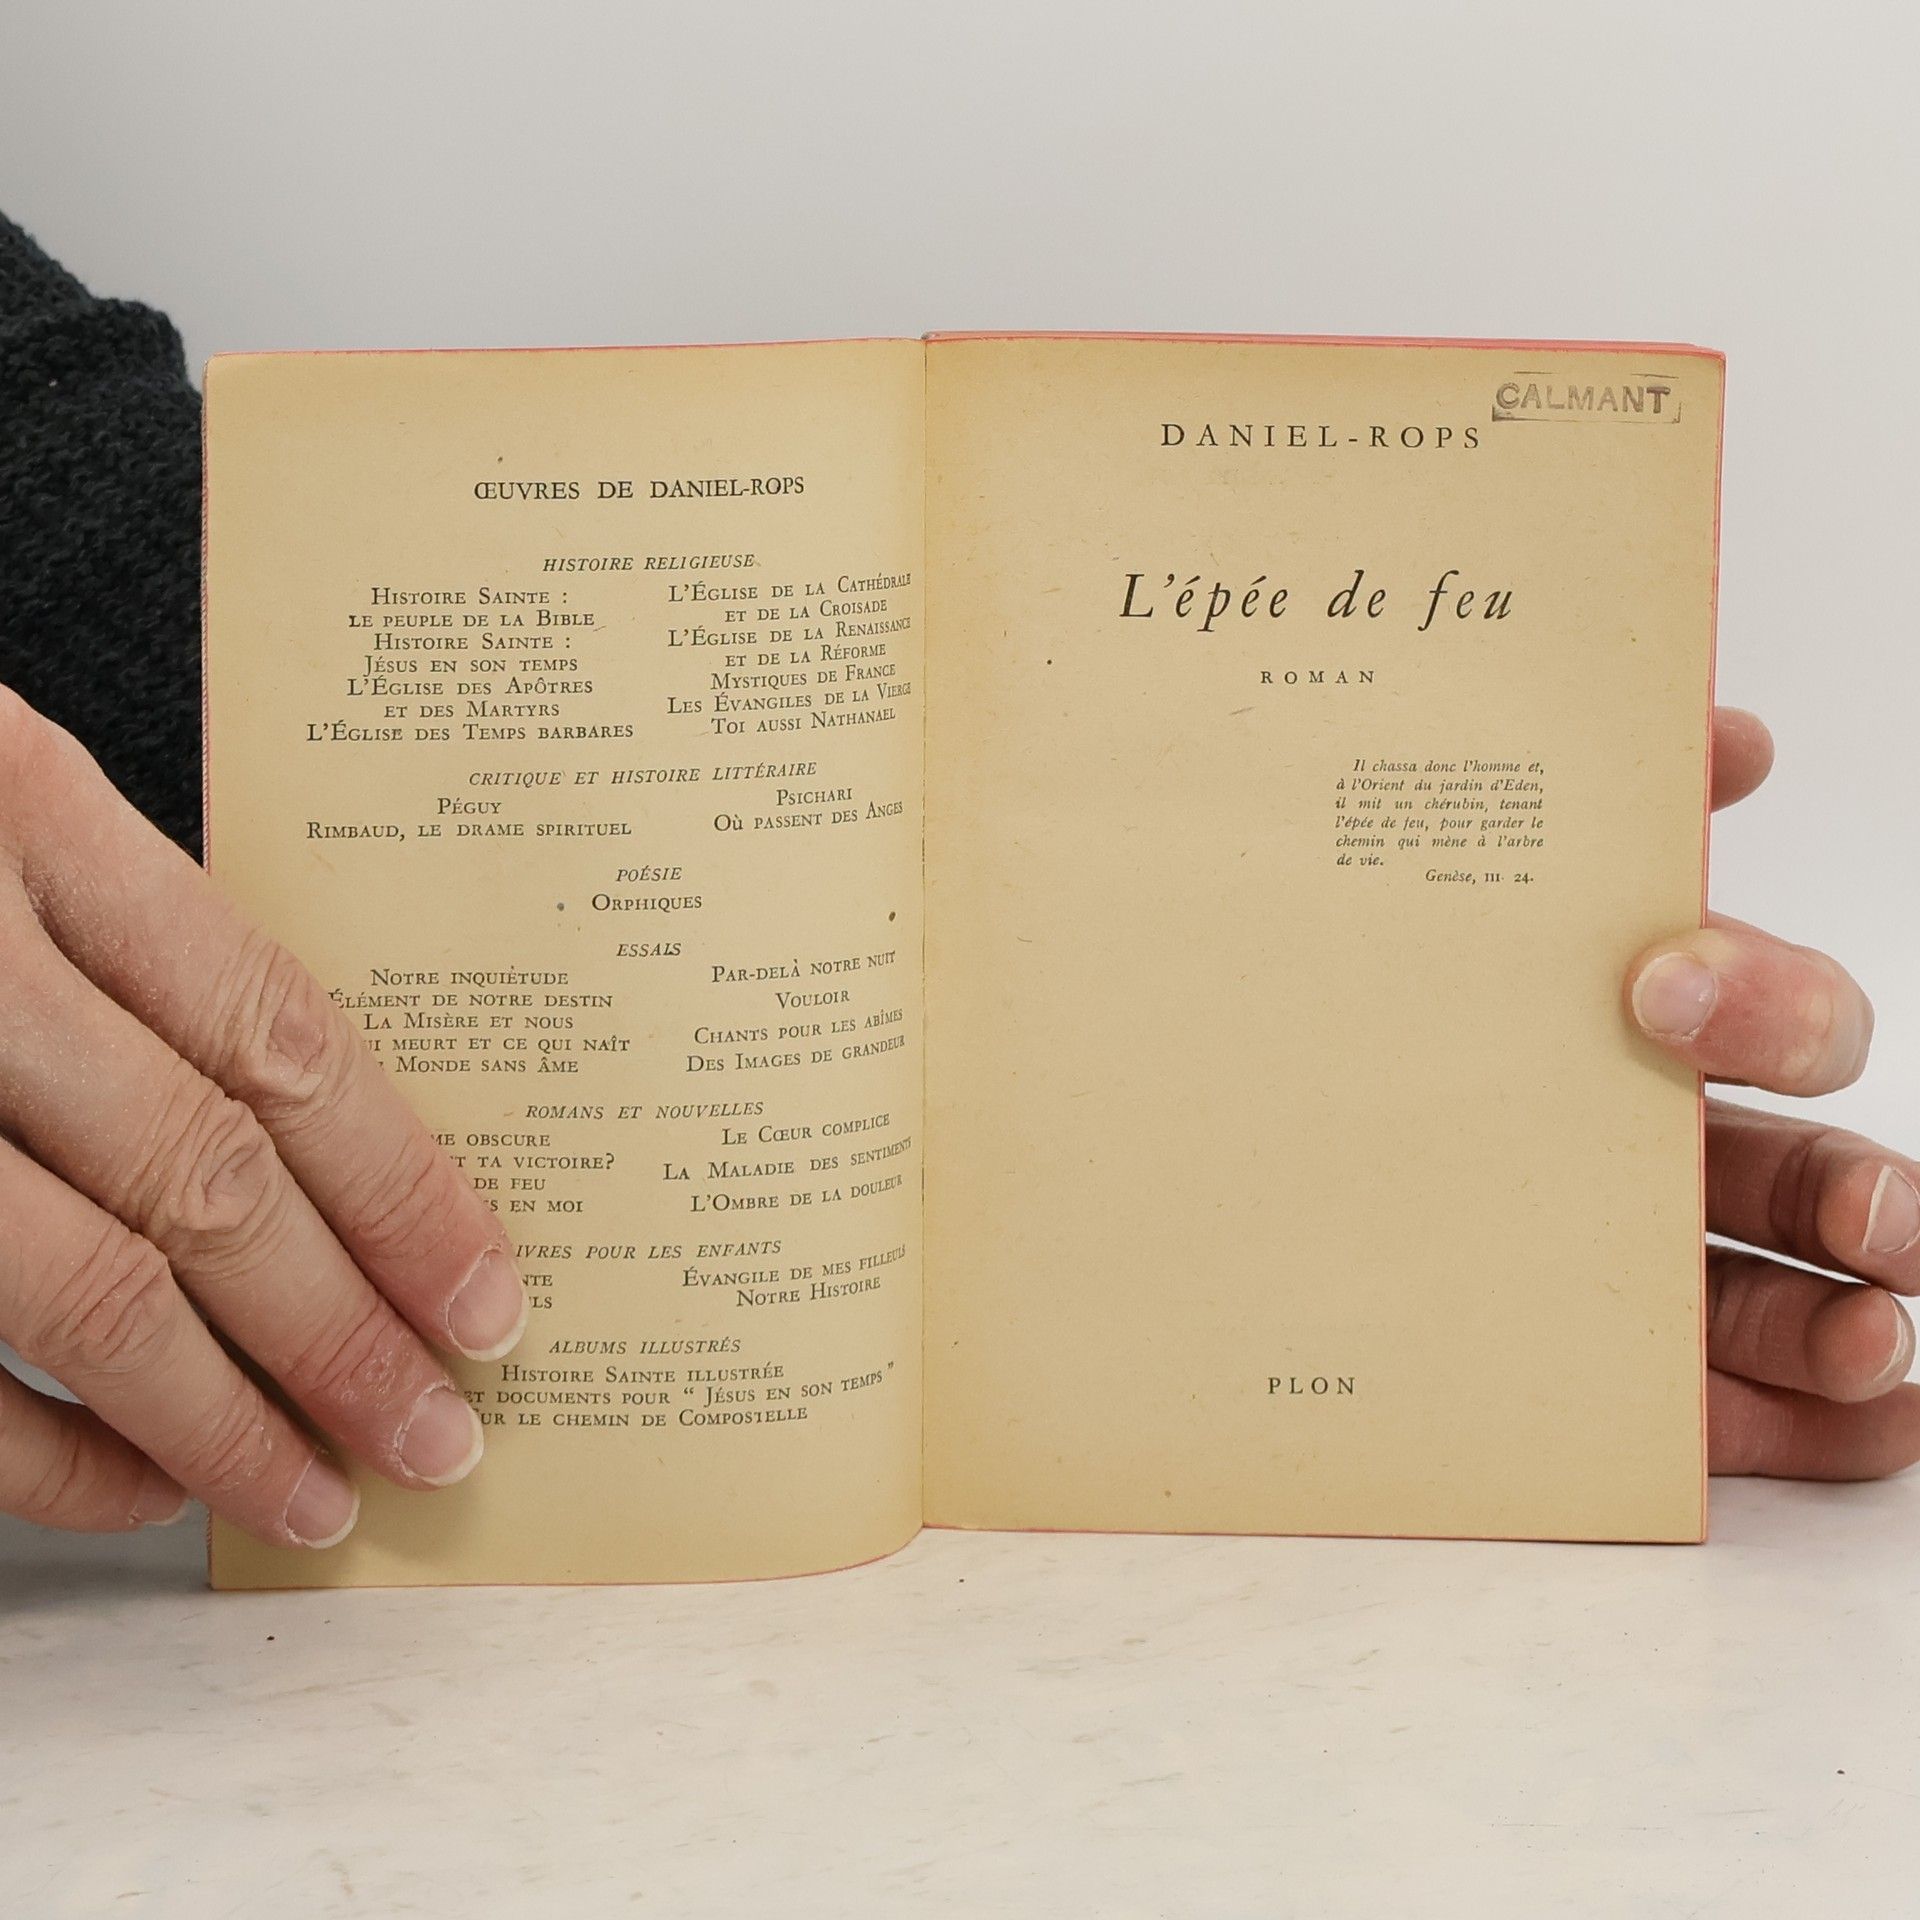 ŒUVRES DE DANIEL-ROPS
HISTOIRE RELIGIEUSE
HISTOIRE SAINTE :
LE PEUPLE DE LA BIBLE
HISTOIRE SAINTE :
JÉSUS EN SON TEMPS
L'ÉGLISE DES APÔTRES
ET DES MARTYRS
L'ÉGLISE DES TEMPS BARBARES
L'ÉGLISE DE LA CATHÉDRALE
ET DE LA CROISADE
L'ÉGLISE DE LA RENAISSANCE
ET DE LA RÉFORME
MYSTIQUES DE FRANCE
LES ÉVANGILES DE LA VIERGE
TOI AUSSI NATHANAEL
CRITIQUE ET HISTOIRE LITTÉRAIRE
PÉGUY
RIMBAUD, LE DRAME SPIRITUEL
PSICHARI
OÙ PASSENT DES ANGES
POÉSIE
ORPHIQUES
ESSAIS
NOTRE INQUIÉTUDE
ÉLÉMENT DE NOTRE DESTIN
LA MISÈRE ET NOUS
MEURT ET CE QUI NAÎT
MONDE SANS ÂME
PAR-DELÀ NOTRE NUIT
VOULOIR
CHANTS POUR LES ABÎMES
DES IMAGES DE GRANDEUR
ROMANS ET NOUVELLES
OBSCURE
TA VICTOIRE?
DE FEU
EN MOI
LE CŒUR COMPLICE
LA MALADIE DES SENTIMENTS
L'OMBRE DE LA DOULEUR
POUR LES ENFANTS
ÉVANGILE DE MES FILLEULS
NOTRE HISTOIRE
ALBUMS ILLUSTRÉS
HISTOIRE SAINTE ILLUSTRÉE
ET DOCUMENTS POUR “ JÉSUS EN SON TEMPS ”
SUR LE CHEMIN DE COMPOSTELLE
CALMANT
DANIEL-ROPS
L'épée de feu
ROMAN
Il chassa donc l'homme et,
à l'Orient du jardin d'Eden,
il mit un chérubin, tenant
l'épée de feu, pour garder le
chemin qui mène à l'arbre
de vie.
Genèse, III 24.
PLON